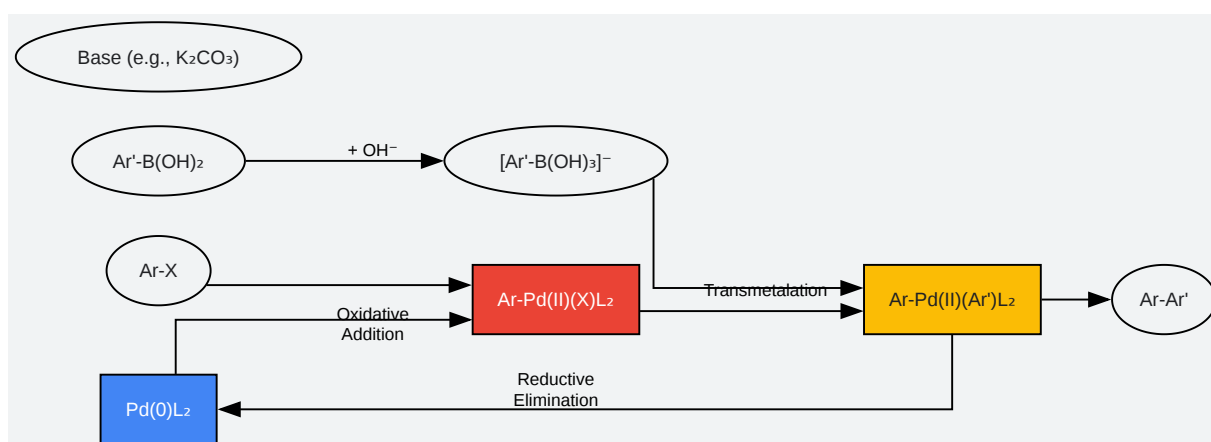 Base (e.g., K₂CO₃)
Ar'-B(OH)₂
+ OH⁻
[Ar'-B(OH)₃]⁻
Ar-X
Ar-Pd(II)(X)L₂
Transmetalation
Ar-Pd(II)(Ar')L₂
Ar-Ar'
Oxidative
Addition
Pd(0)L₂
Reductive
Elimination